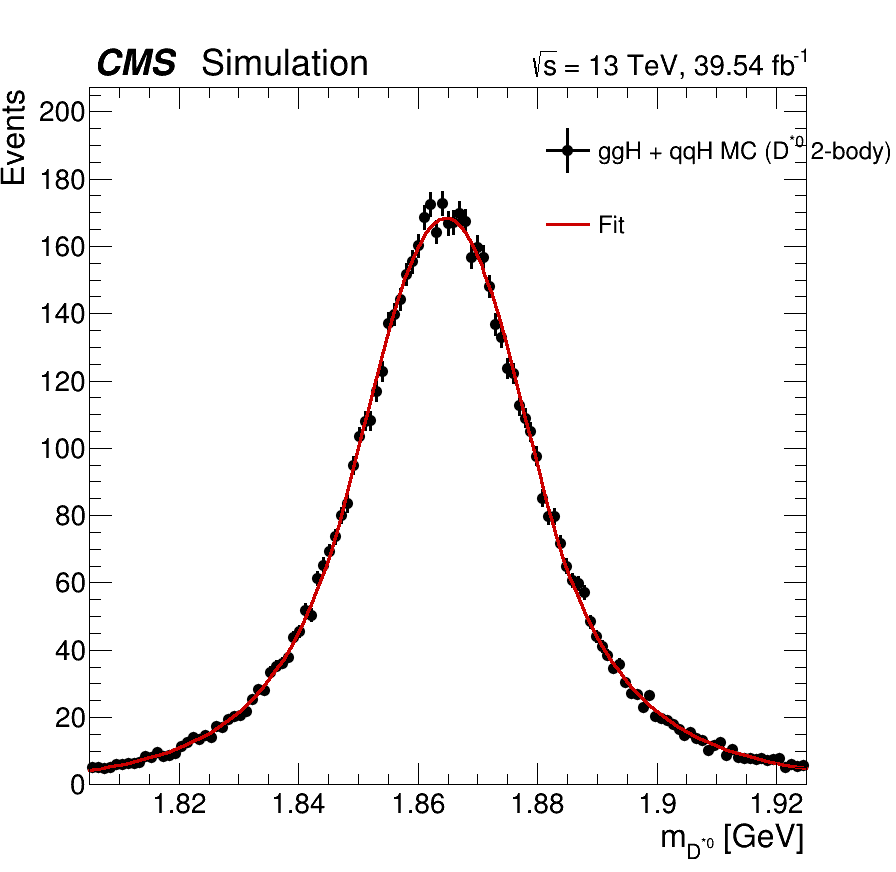 CMS Simulation
√s = 13 TeV, 39.54 fb⁻¹
Events
200
180
160
140
120
100
80
60
40
20
0
ggH + qqH MC (D*⁰ 2-body)
Fit
1.82 1.84 1.86 1.88 1.9 1.92
m_D*⁰ [GeV]